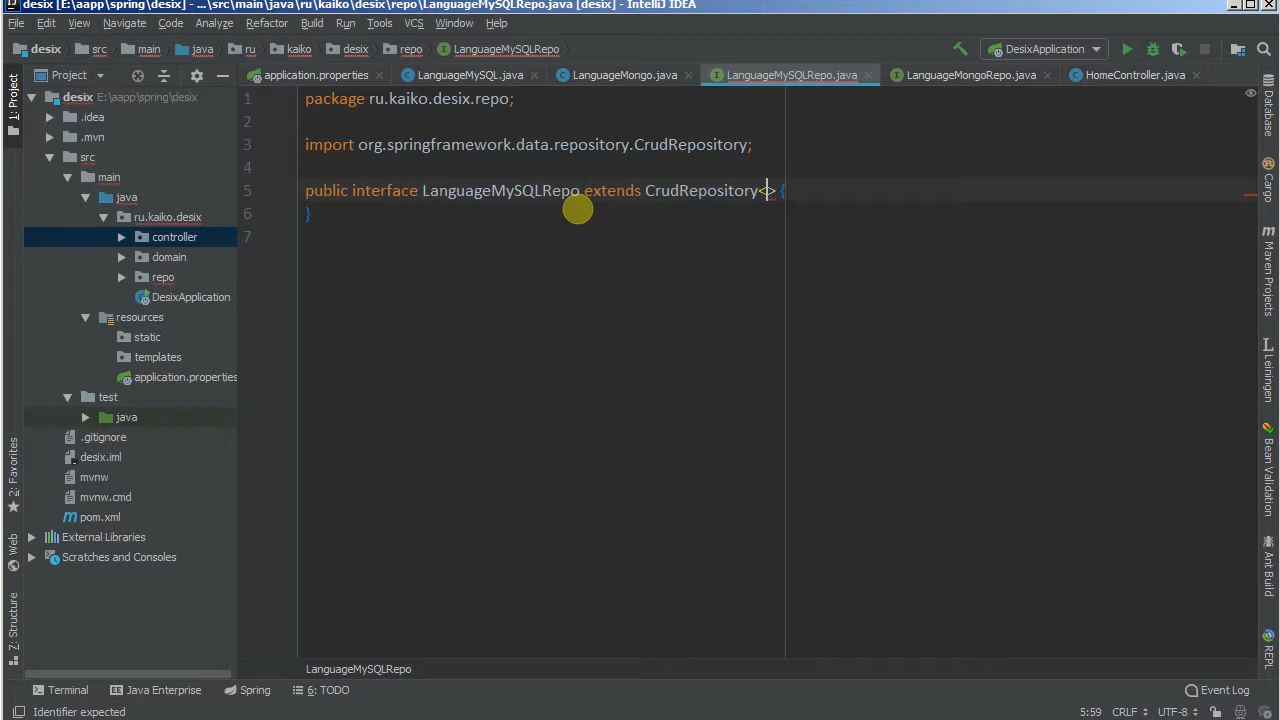 desix [E:\aapp\spring\desix] - ...\src\main\java\ru\kaiko\desix\repo\LanguageMySQLRepo.java [desix] - IntelliJ IDEA
File Edit View Navigate Code Analyze Refactor Build Run Tools VCS Window Help
desix src main java ru kaiko desix repo LanguageMySQLRepo DesixApplication
Project application.properties LanguageMySQL.java LanguageMongo.java LanguageMySQLRepo.java LanguageMongoRepo.java HomeController.java
desix E:\aapp\spring\desix
.idea
.mvn
src
main
java
ru.kaiko.desix
controller
domain
repo
DesixApplication
resources
static
templates
application.properties
test
java
.gitignore
desix.iml
mvnw
mvnw.cmd
pom.xml
External Libraries
Scratches and Consoles
1 package ru.kaiko.desix.repo;
2
3 import org.springframework.data.repository.CrudRepository;
4
5 public interface LanguageMySQLRepo extends CrudRepository<> {
6 }
7
LanguageMySQLRepo
1: Project
2: Favorites
Web
7: Structure
Database
Cargo
Maven Projects
Leiningen
Bean Validation
Ant Build
REPL
Terminal Java Enterprise Spring 6: TODO Event Log
Identifier expected 5:59 CRLF UTF-8